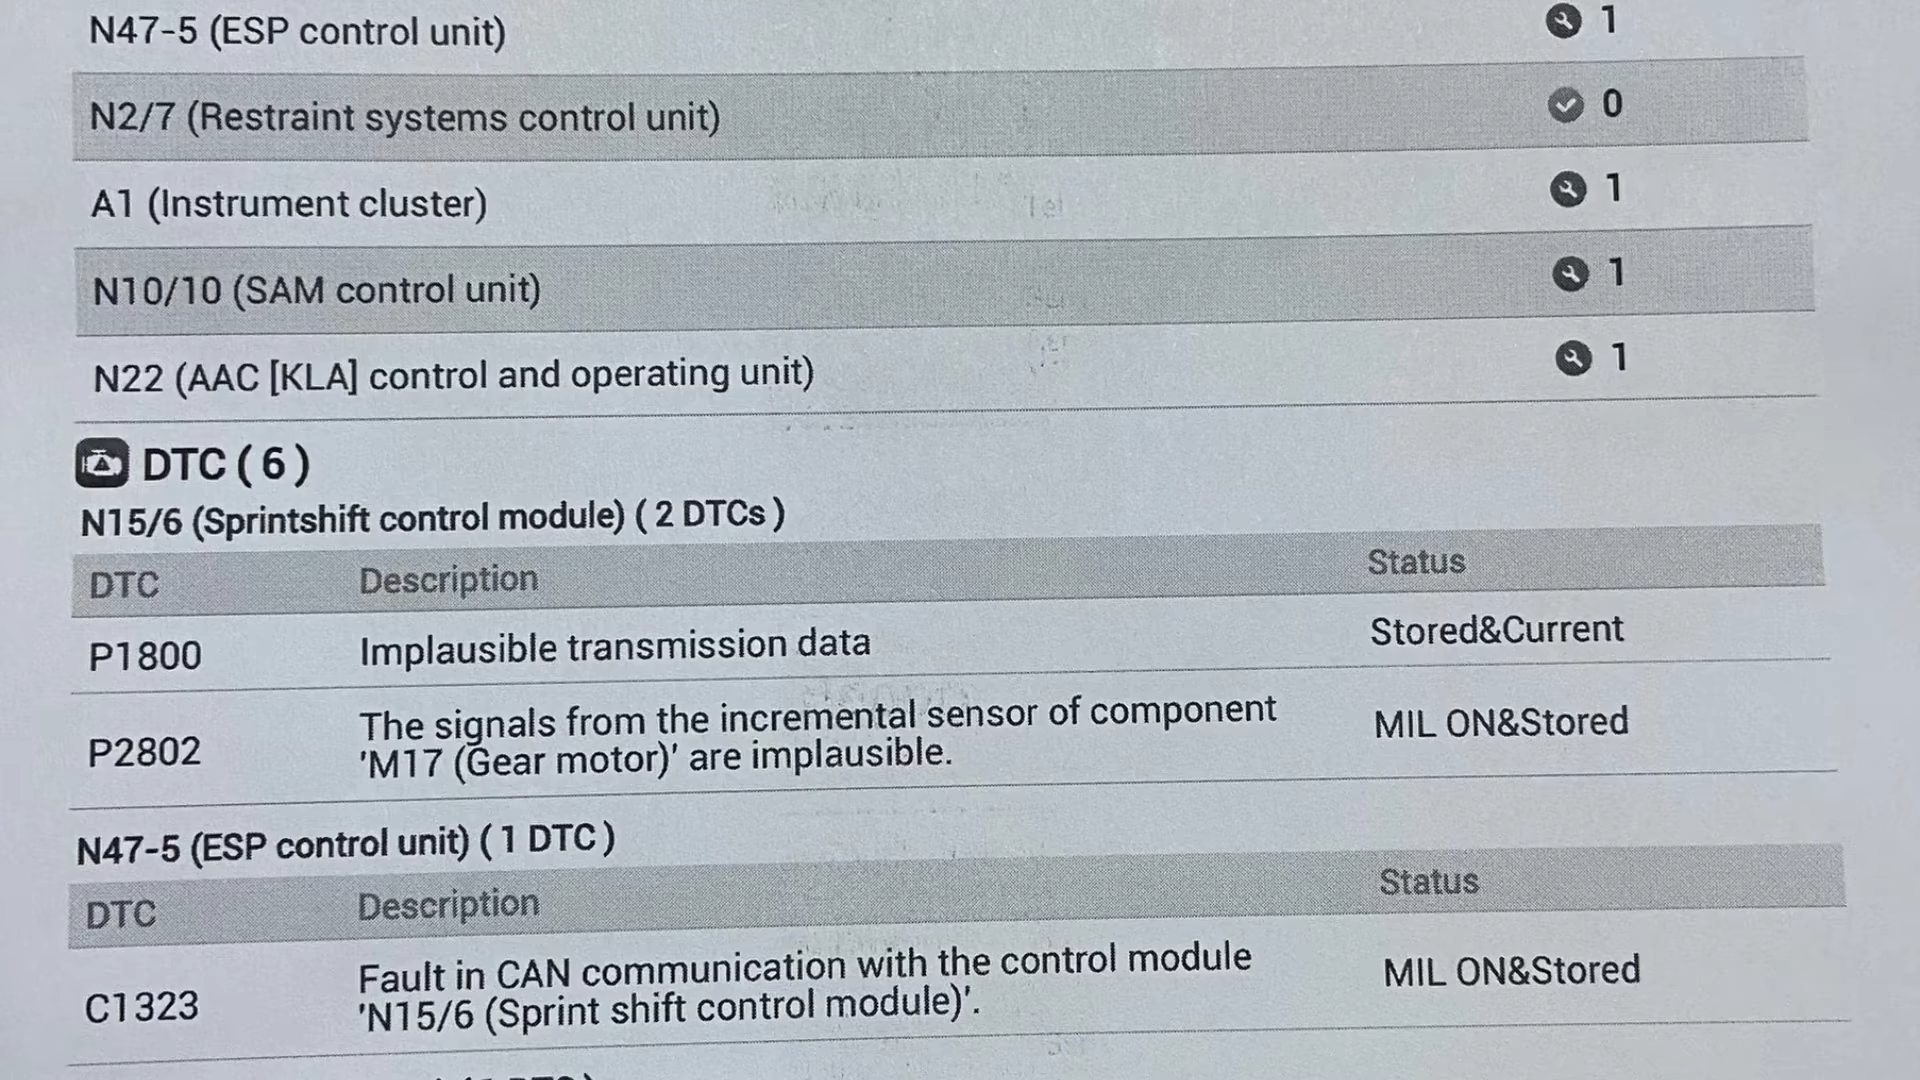 N47-5 (ESP control unit) 1
N2/7 (Restraint systems control unit) 0
A1 (Instrument cluster) 1
N10/10 (SAM control unit) 1
N22 (AAC [KLA] control and operating unit) 1
DTC ( 6 )
N15/6 (Sprintshift control module) ( 2 DTCs )
DTC Description Status
P1800 Implausible transmission data Stored&Current
P2802 The signals from the incremental sensor of component MIL ON&Stored
'M17 (Gear motor)' are implausible.
N47-5 (ESP control unit) ( 1 DTC )
DTC Description Status
C1323 Fault in CAN communication with the control module MIL ON&Stored
'N15/6 (Sprint shift control module)'.